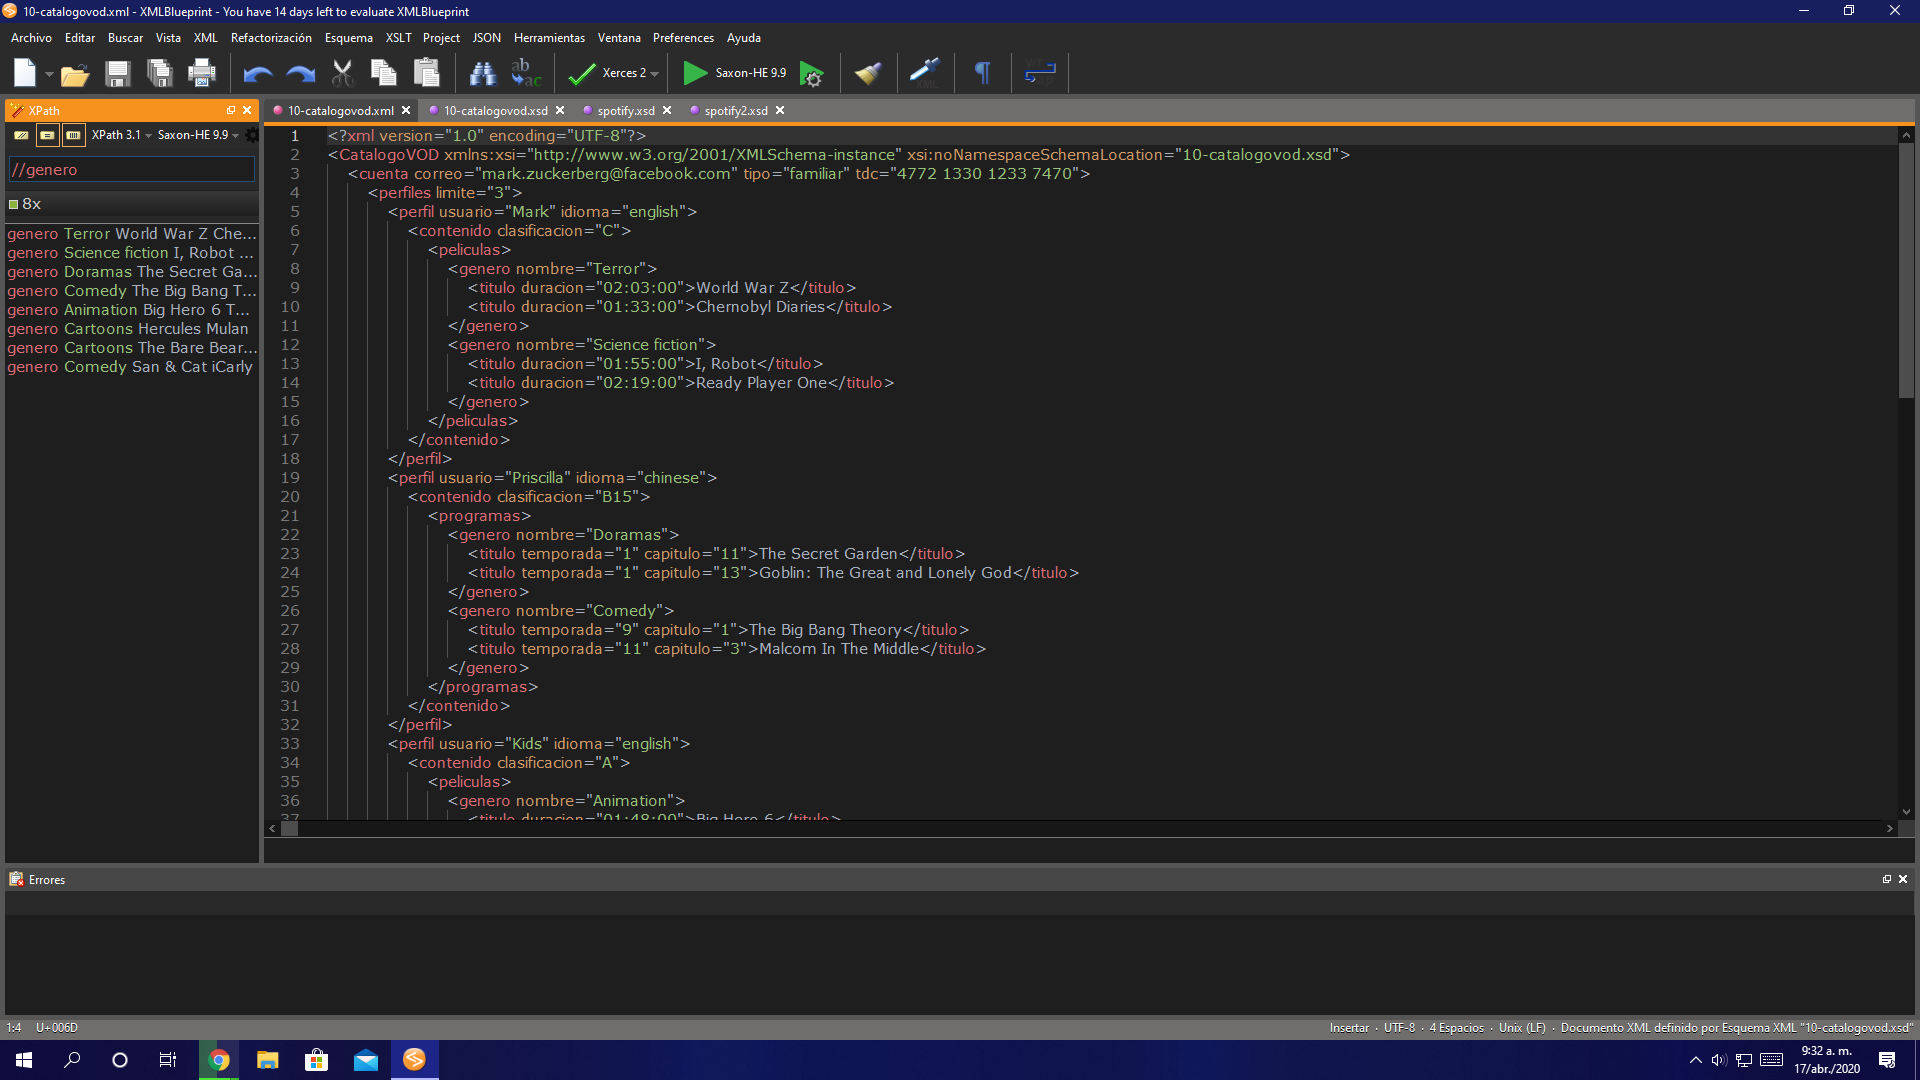 10-catalogovod.xml - XMLBlueprint - You have 14 days left to evaluate XMLBlueprint
Archivo Editar Buscar Vista XML Refactorización Esquema XSLT Project JSON Herramientas Ventana Preferences Ayuda
ab ac Xerces 2 Saxon-HE 9.9
XPath
10-catalogovod.xml 10-catalogovod.xsd spotify.xsd spotify2.xsd
XPath 3.1 Saxon-HE 9.9
//genero
8x
genero Terror World War Z Che...
genero Science fiction I, Robot ...
genero Doramas The Secret Ga...
genero Comedy The Big Bang T...
genero Animation Big Hero 6 T...
genero Cartoons Hercules Mulan
genero Cartoons The Bare Bear...
genero Comedy San & Cat iCarly
1 <?xml version="1.0" encoding="UTF-8"?>
2 <CatalogoVOD xmlns:xsi="http://www.w3.org/2001/XMLSchema-instance" xsi:noNamespaceSchemaLocation="10-catalogovod.xsd">
3 <cuenta correo="mark.zuckerberg@facebook.com" tipo="familiar" tdc="4772 1330 1233 7470">
4 <perfiles limite="3">
5 <perfil usuario="Mark" idioma="english">
6 <contenido clasificacion="C">
7 <peliculas>
8 <genero nombre="Terror">
9 <titulo duracion="02:03:00">World War Z</titulo>
10 <titulo duracion="01:33:00">Chernobyl Diaries</titulo>
11 </genero>
12 <genero nombre="Science fiction">
13 <titulo duracion="01:55:00">I, Robot</titulo>
14 <titulo duracion="02:19:00">Ready Player One</titulo>
15 </genero>
16 </peliculas>
17 </contenido>
18 </perfil>
19 <perfil usuario="Priscilla" idioma="chinese">
20 <contenido clasificacion="B15">
21 <programas>
22 <genero nombre="Doramas">
23 <titulo temporada="1" capitulo="11">The Secret Garden</titulo>
24 <titulo temporada="1" capitulo="13">Goblin: The Great and Lonely God</titulo>
25 </genero>
26 <genero nombre="Comedy">
27 <titulo temporada="9" capitulo="1">The Big Bang Theory</titulo>
28 <titulo temporada="11" capitulo="3">Malcom In The Middle</titulo>
29 </genero>
30 </programas>
31 </contenido>
32 </perfil>
33 <perfil usuario="Kids" idioma="english">
34 <contenido clasificacion="A">
35 <peliculas>
36 <genero nombre="Animation">
37 <titulo duracion="01:48:00">Big Hero 6</titulo>
Errores
1:4 U+006D
Insertar · UTF-8 · 4 Espacios · Unix (LF) · Documento XML definido por Esquema XML "10-catalogovod.xsd"
9:32 a. m.
17/abr./2020